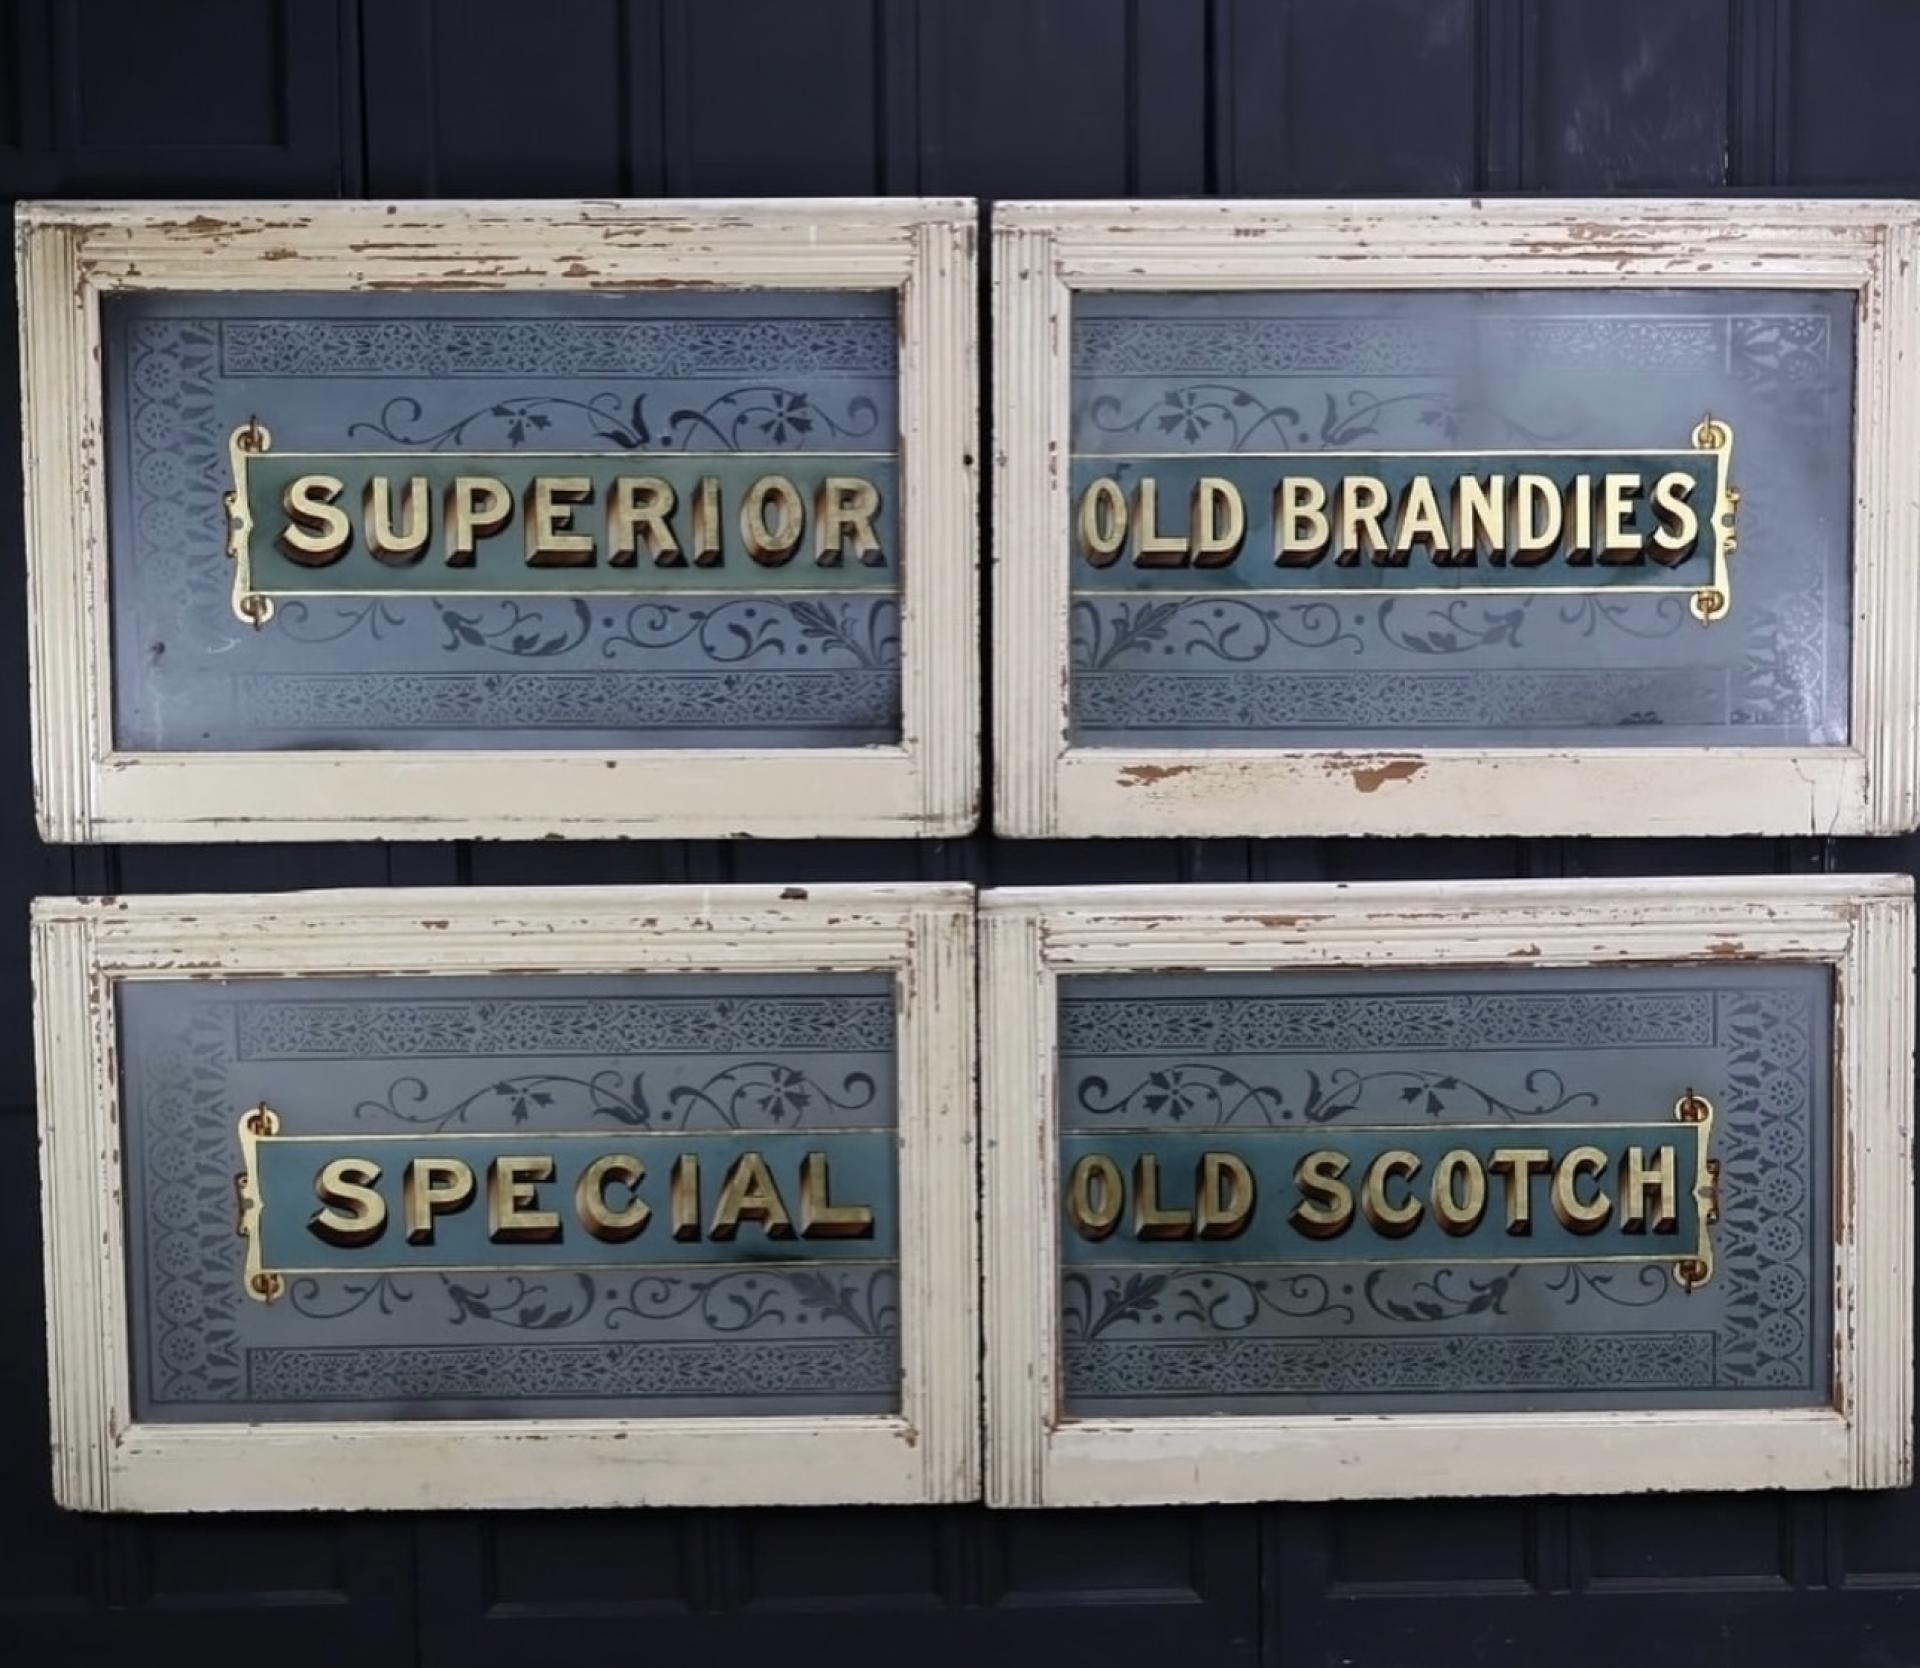 SUPERIOR OLD BRANDIES
SPECIAL OLD SCOTCH